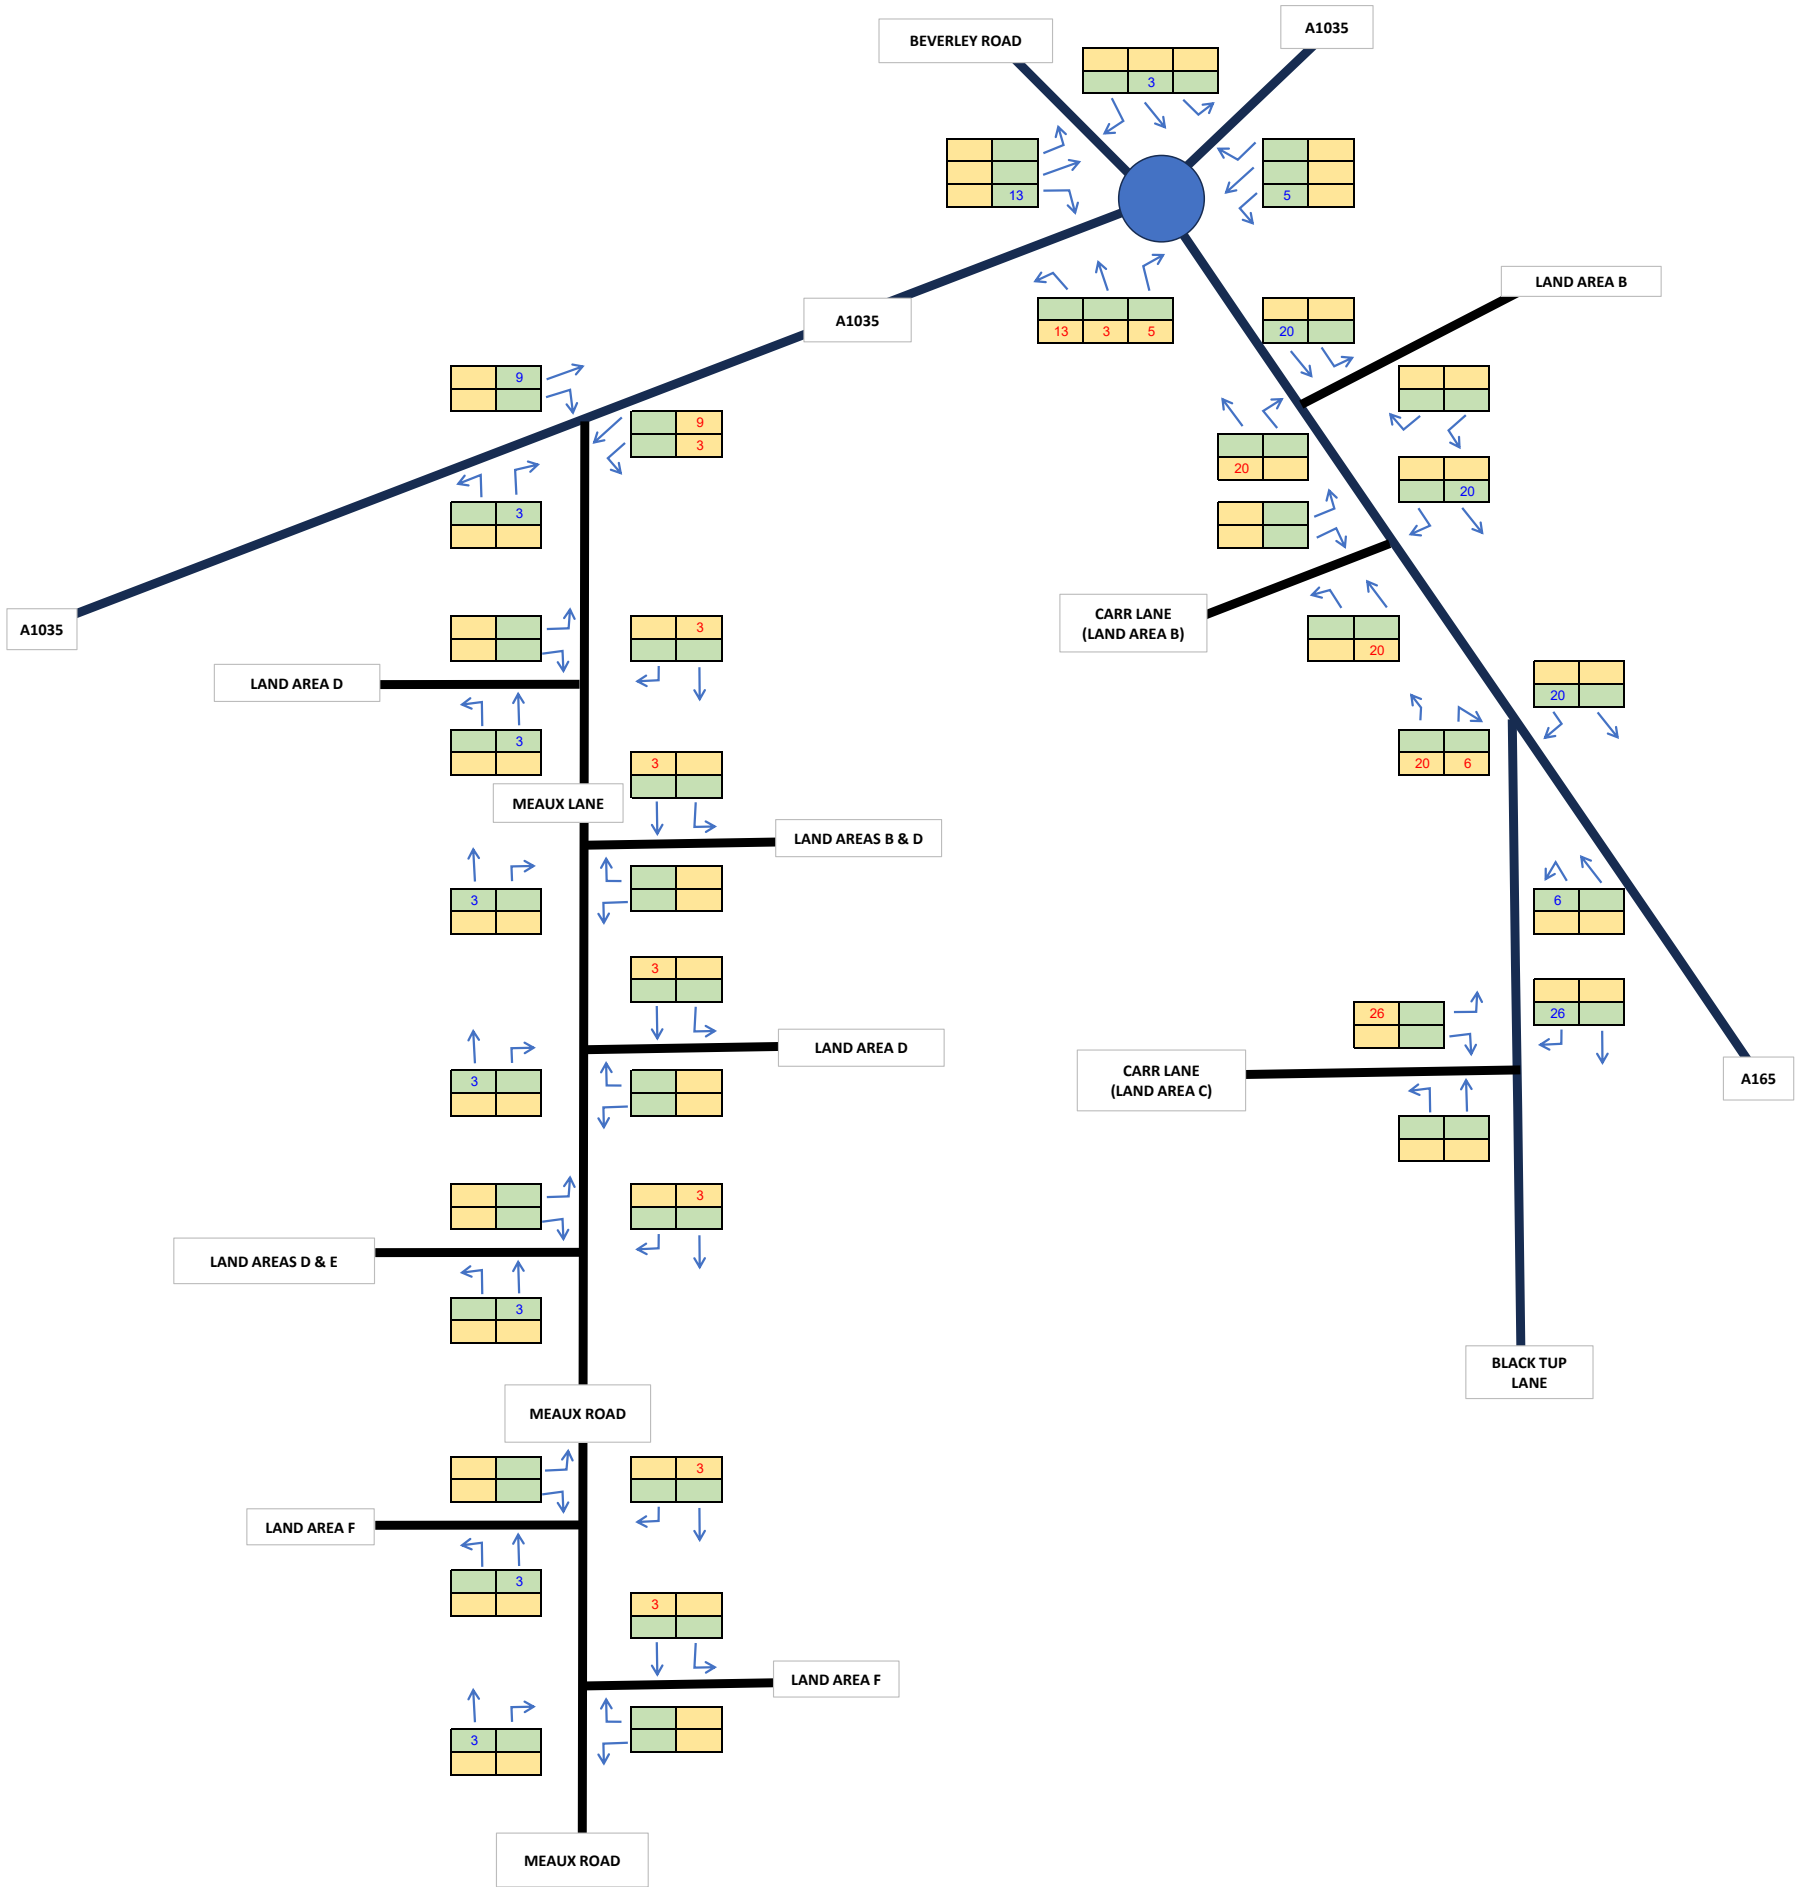 A1035
BEVERLEY ROAD
3
13
5
LAND AREA B
13 3 5
20
A1035
9
20
9
3
20
20
3
CARR LANE
(LAND AREA B)
A1035
3
20
20
LAND AREA D
3
20 6
3
MEAUX LANE
LAND AREAS B & D
3
6
3
26
26
LAND AREA D
CARR LANE
(LAND AREA C)
A165
3
3
LAND AREAS D & E
3
BLACK TUP
LANE
MEAUX ROAD
3
LAND AREA F
3
3
LAND AREA F
3
MEAUX ROAD